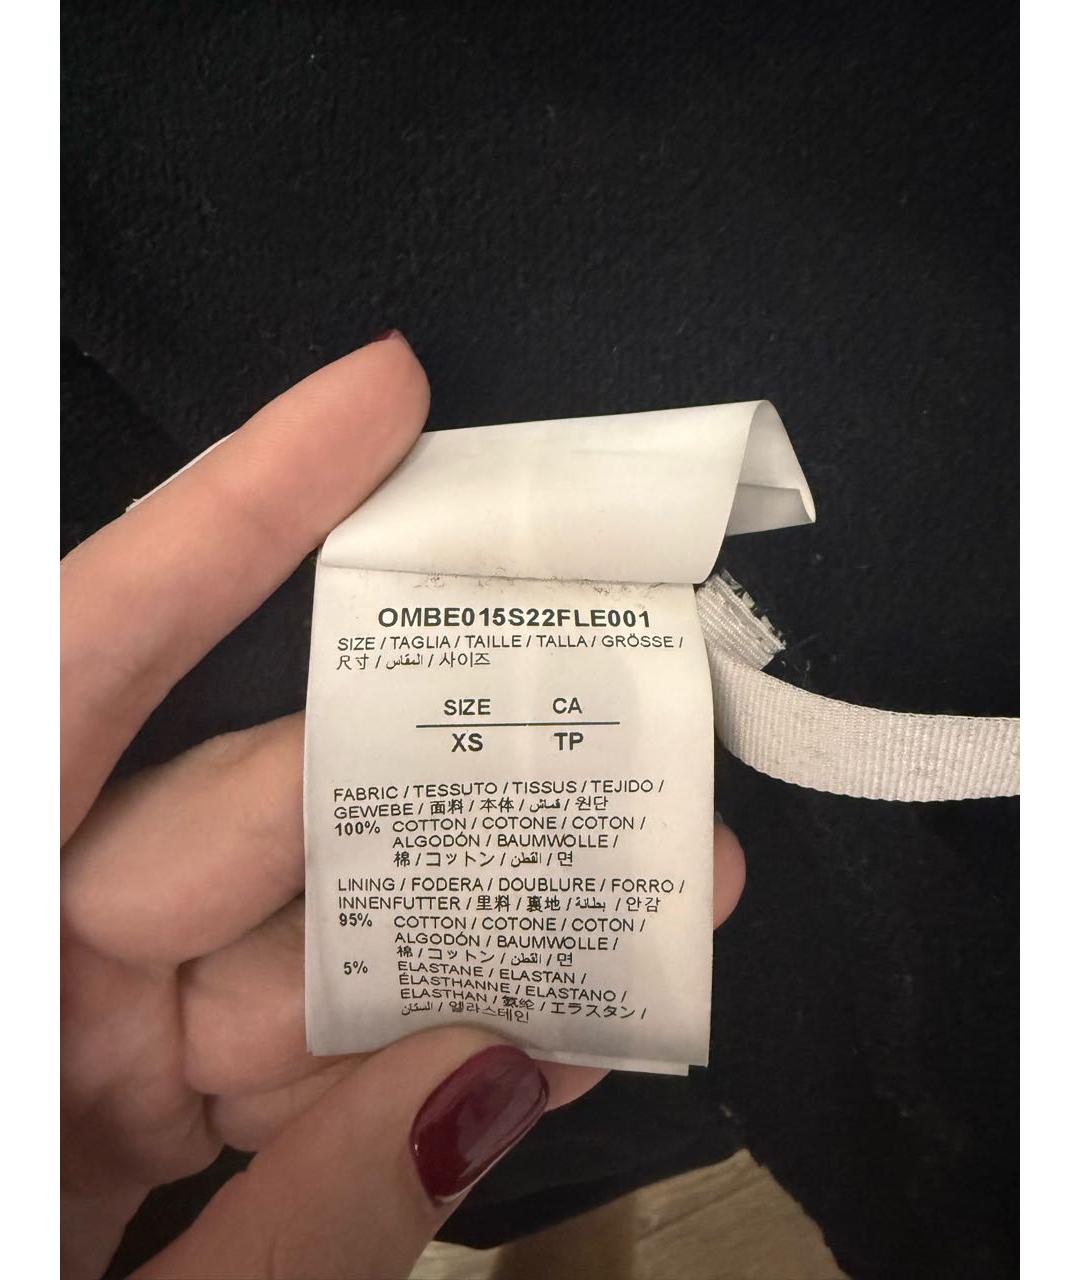 OMBE015S22FLE001
SIZE / TAGLIA / TAILLE / TALLA / GRÖSSE /
尺寸 / المقاس / 사이즈
SIZE CA
XS TP
FABRIC / TESSUTO / TISSUS / TEJIDO /
GEWEBE / 面料 / 本体 / قماش / 원단
100% COTTON / COTONE / COTON /
ALGODÓN / BAUMWOLLE /
棉 / コットン / القطن / 면
LINING / FODERA / DOUBLURE / FORRO /
INNENFUTTER / 里料 / 裏地 / بطانة / 안감
95% COTTON / COTONE / COTON /
ALGODÓN / BAUMWOLLE /
棉 / コットン / القطن / 면
5% ELASTANE / ELASTAN /
ÉLASTHANNE / ELASTANO /
ELASTHAN / 氨纶 / エラスタン /
الستان / 엘라스테인